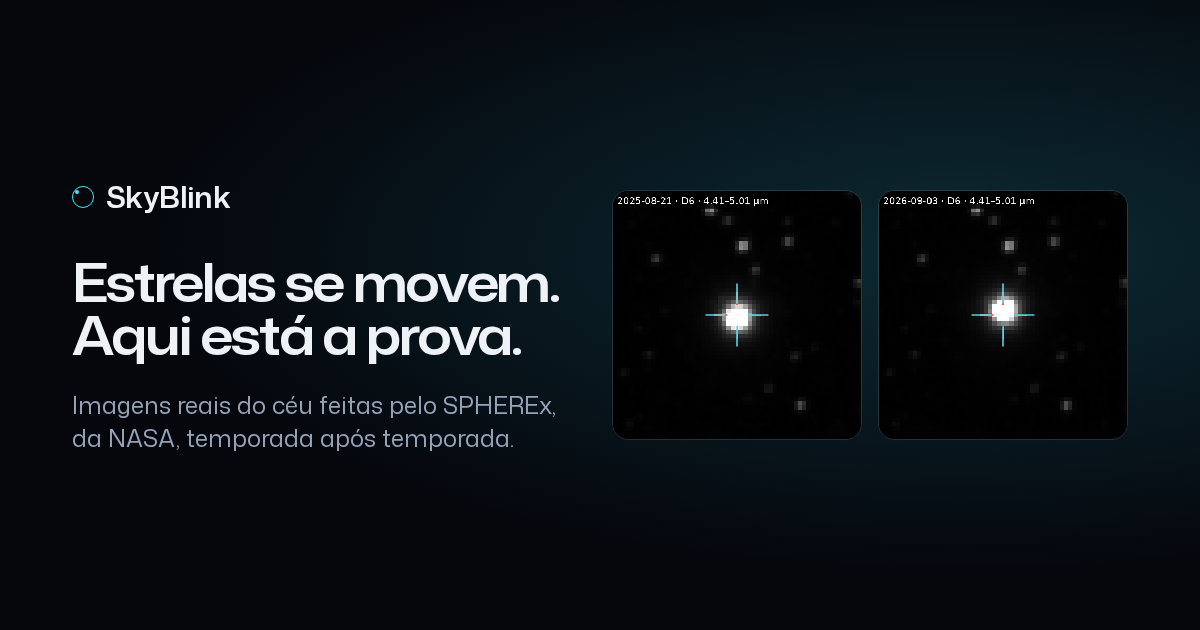 SkyBlink
Estrelas se movem.
Aqui está a prova.
Imagens reais do céu feitas pelo SPHEREx,
da NASA, temporada após temporada.
2025-08-21 · D6 · 4.41–5.01 µm
2026-09-03 · D6 · 4.41–5.01 µm